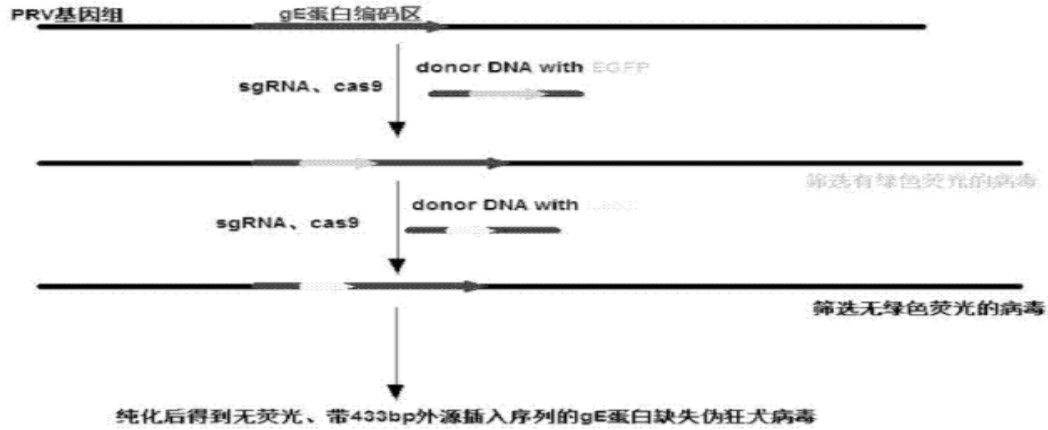 PRV基因组
gE蛋白编码区
donor DNA with EGFP
sgRNA、cas9
筛选有绿色荧光的病毒
donor DNA with
sgRNA、cas9
筛选无绿色荧光的病毒
纯化后得到无荧光、带433bp外源插入序列的gE蛋白缺失伪狂犬病毒